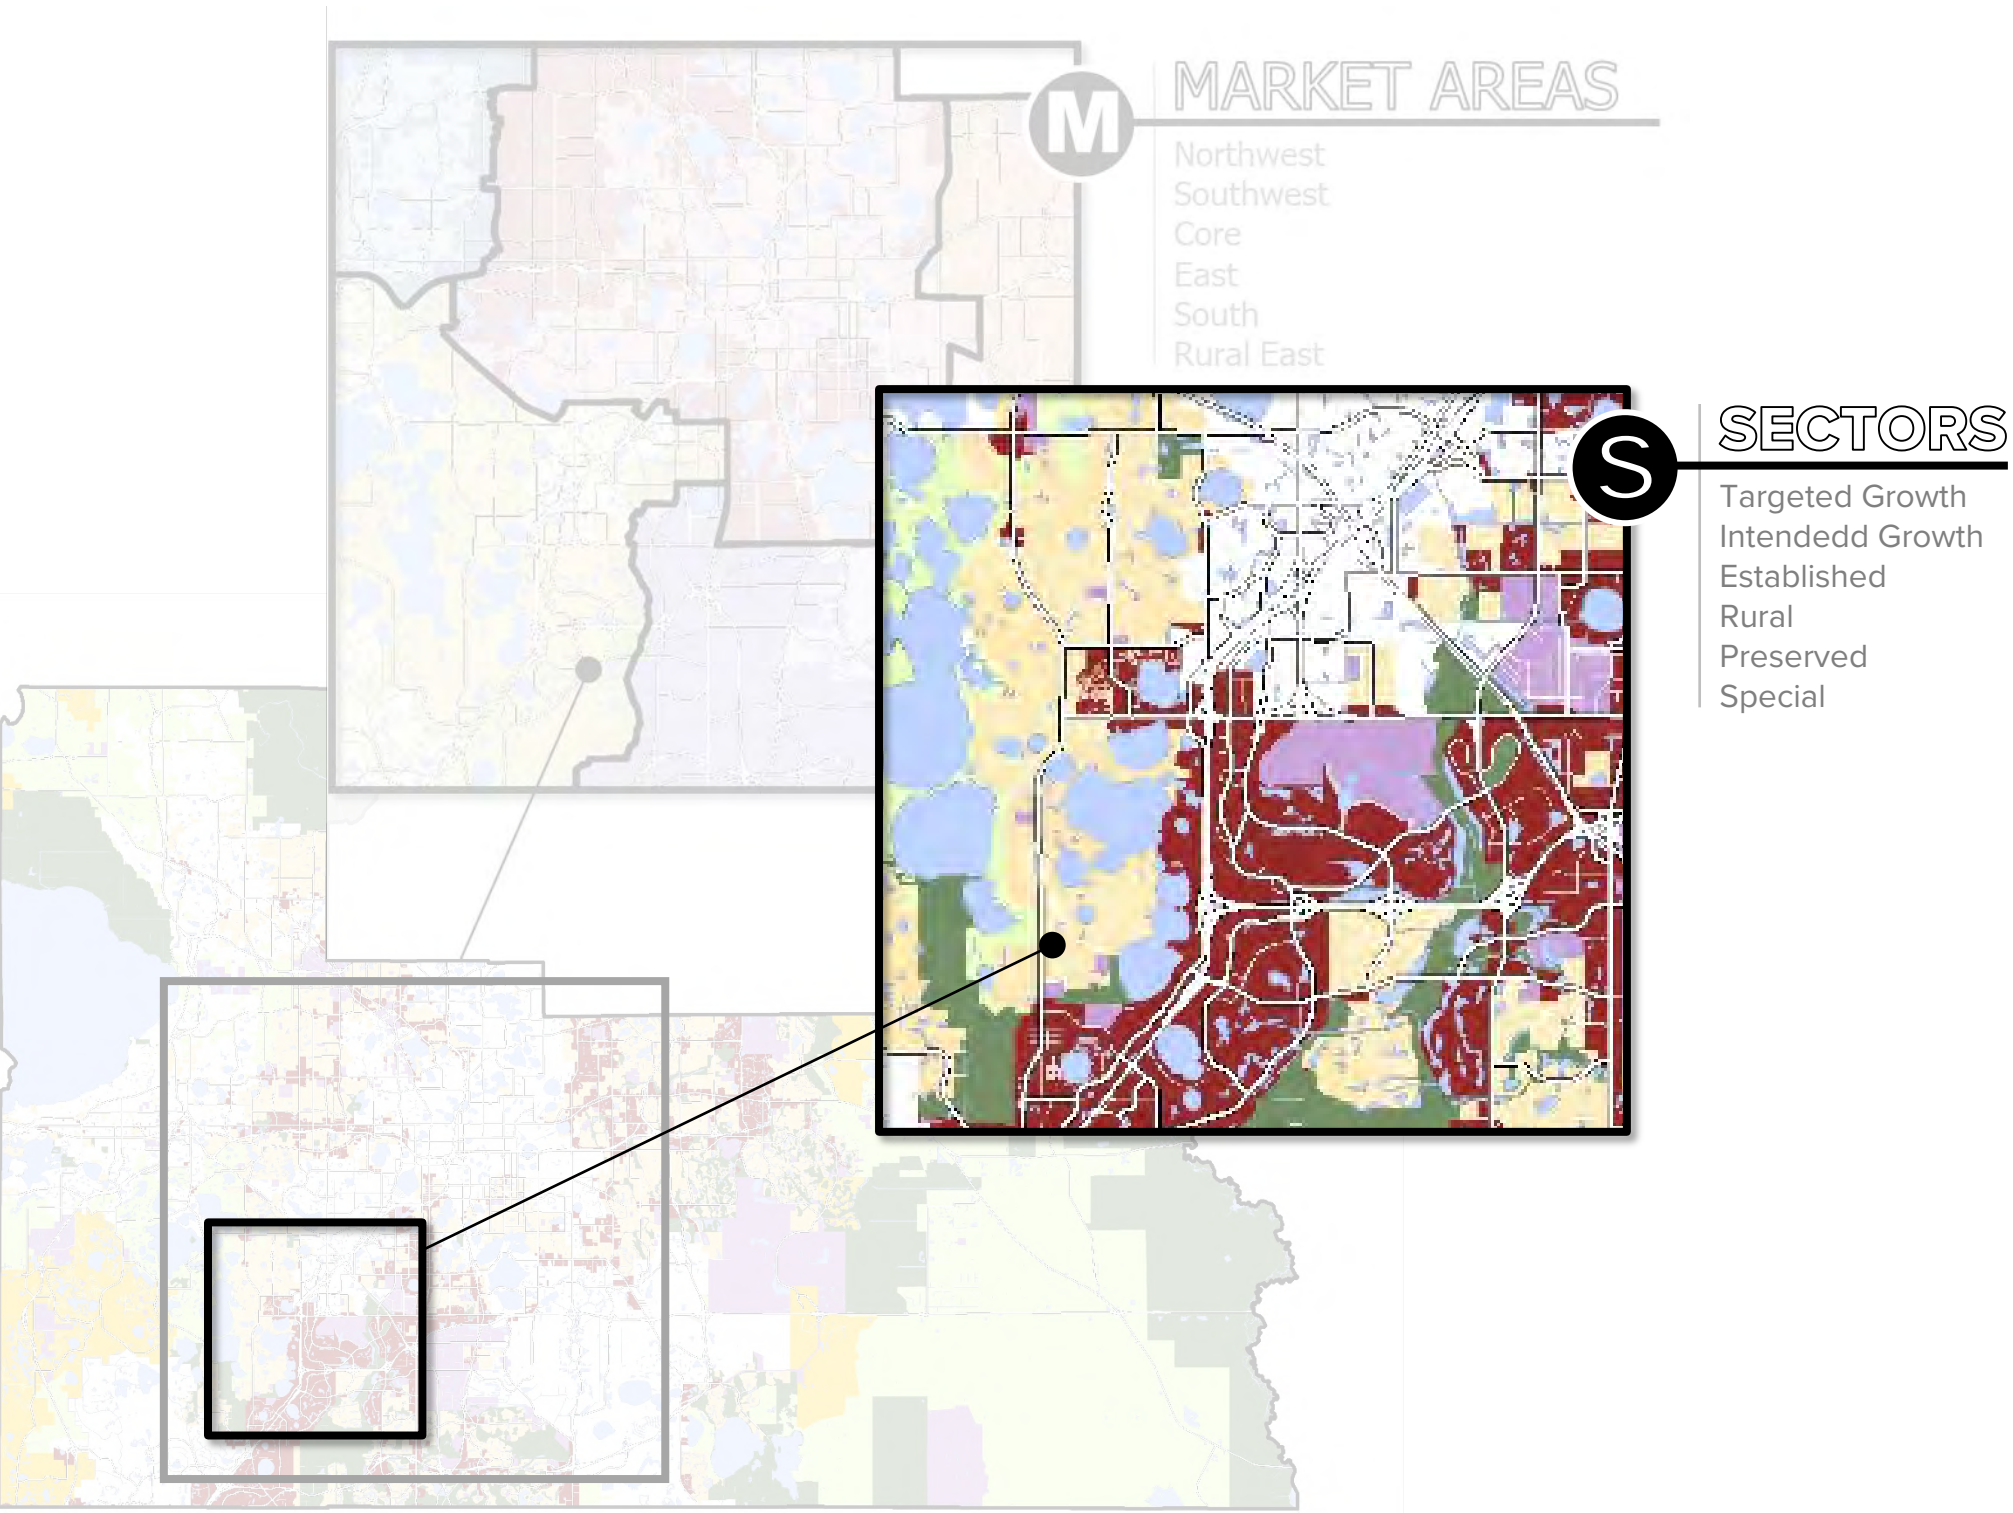 M
MARKET AREAS
Northwest
Southwest
Core
East
South
Rural East
S
SECTORS
Targeted Growth
Intendedd Growth
Established
Rural
Preserved
Special